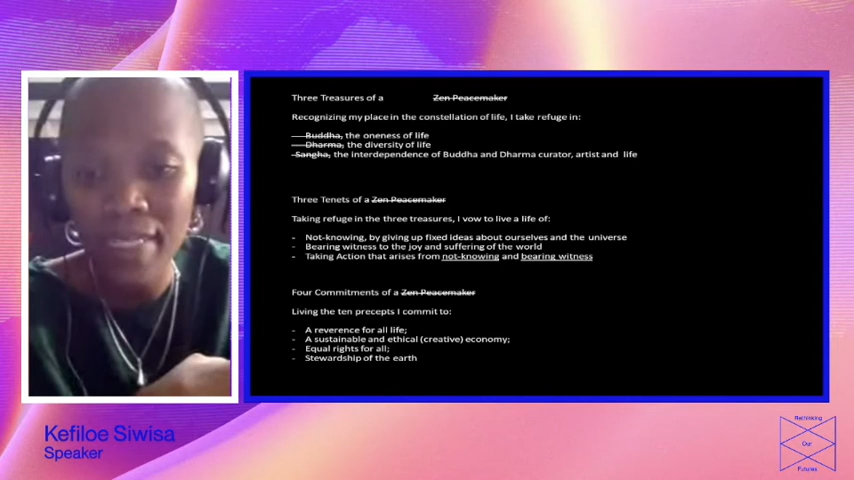 Three Treasures of a Zen Peacemaker
Recognizing my place in the constellation of life, I take refuge in:
Buddha, the oneness of life
Dharma, the diversity of life
Sangha, the interdependence of Buddha and Dharma curator, artist and life
Three Tenets of a Zen Peacemaker
Taking refuge in the three treasures, I vow to live a life of:
- Not-knowing, by giving up fixed ideas about ourselves and the universe
- Bearing witness to the joy and suffering of the world
- Taking Action that arises from not-knowing and bearing witness
Four Commitments of a Zen Peacemaker
Living the ten precepts I commit to:
- A reverence for all life;
- A sustainable and ethical (creative) economy;
- Equal rights for all;
- Stewardship of the earth
Kefiloe Siwisa
Speaker
Rethinking
Our
Futures